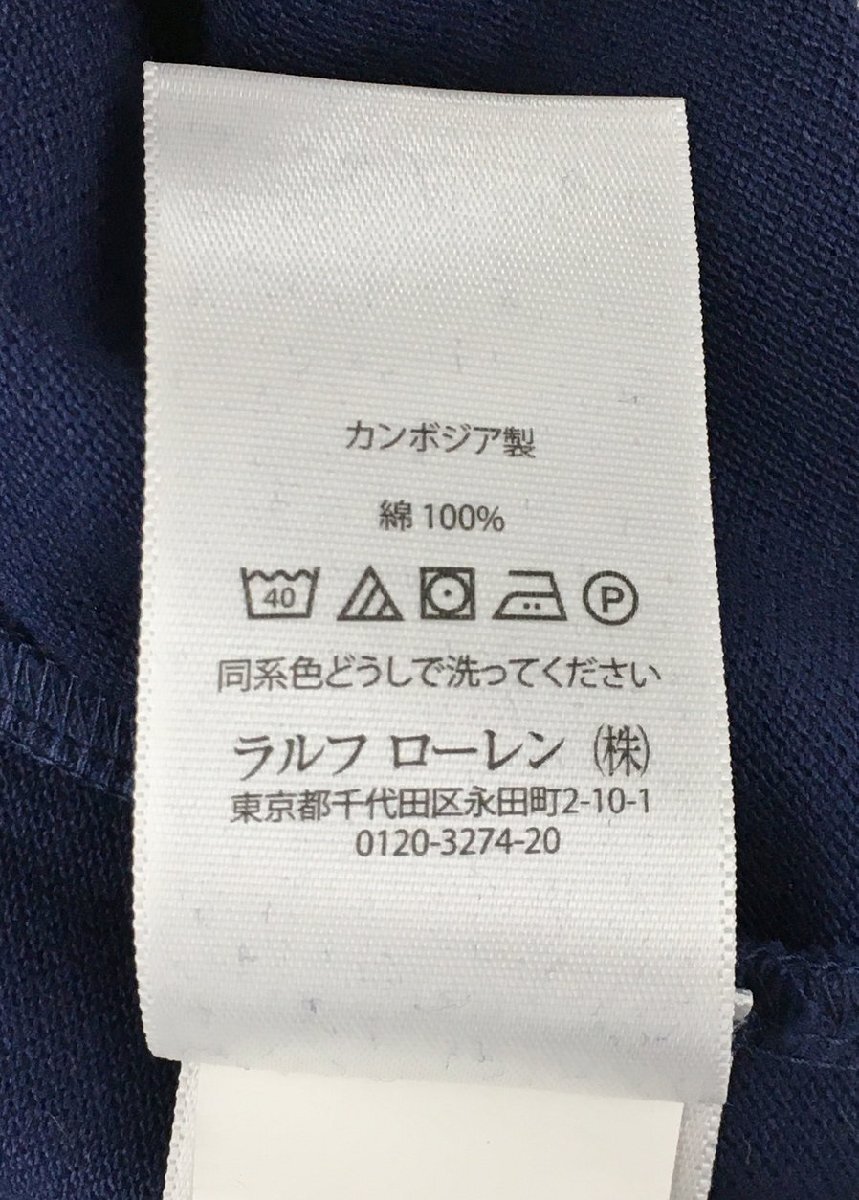 カンボジア製
綿 100%
40
P
同系色どうしで洗ってください
ラルフ ローレン ㈱
東京都千代田区永田町2-10-1
0120-3274-20